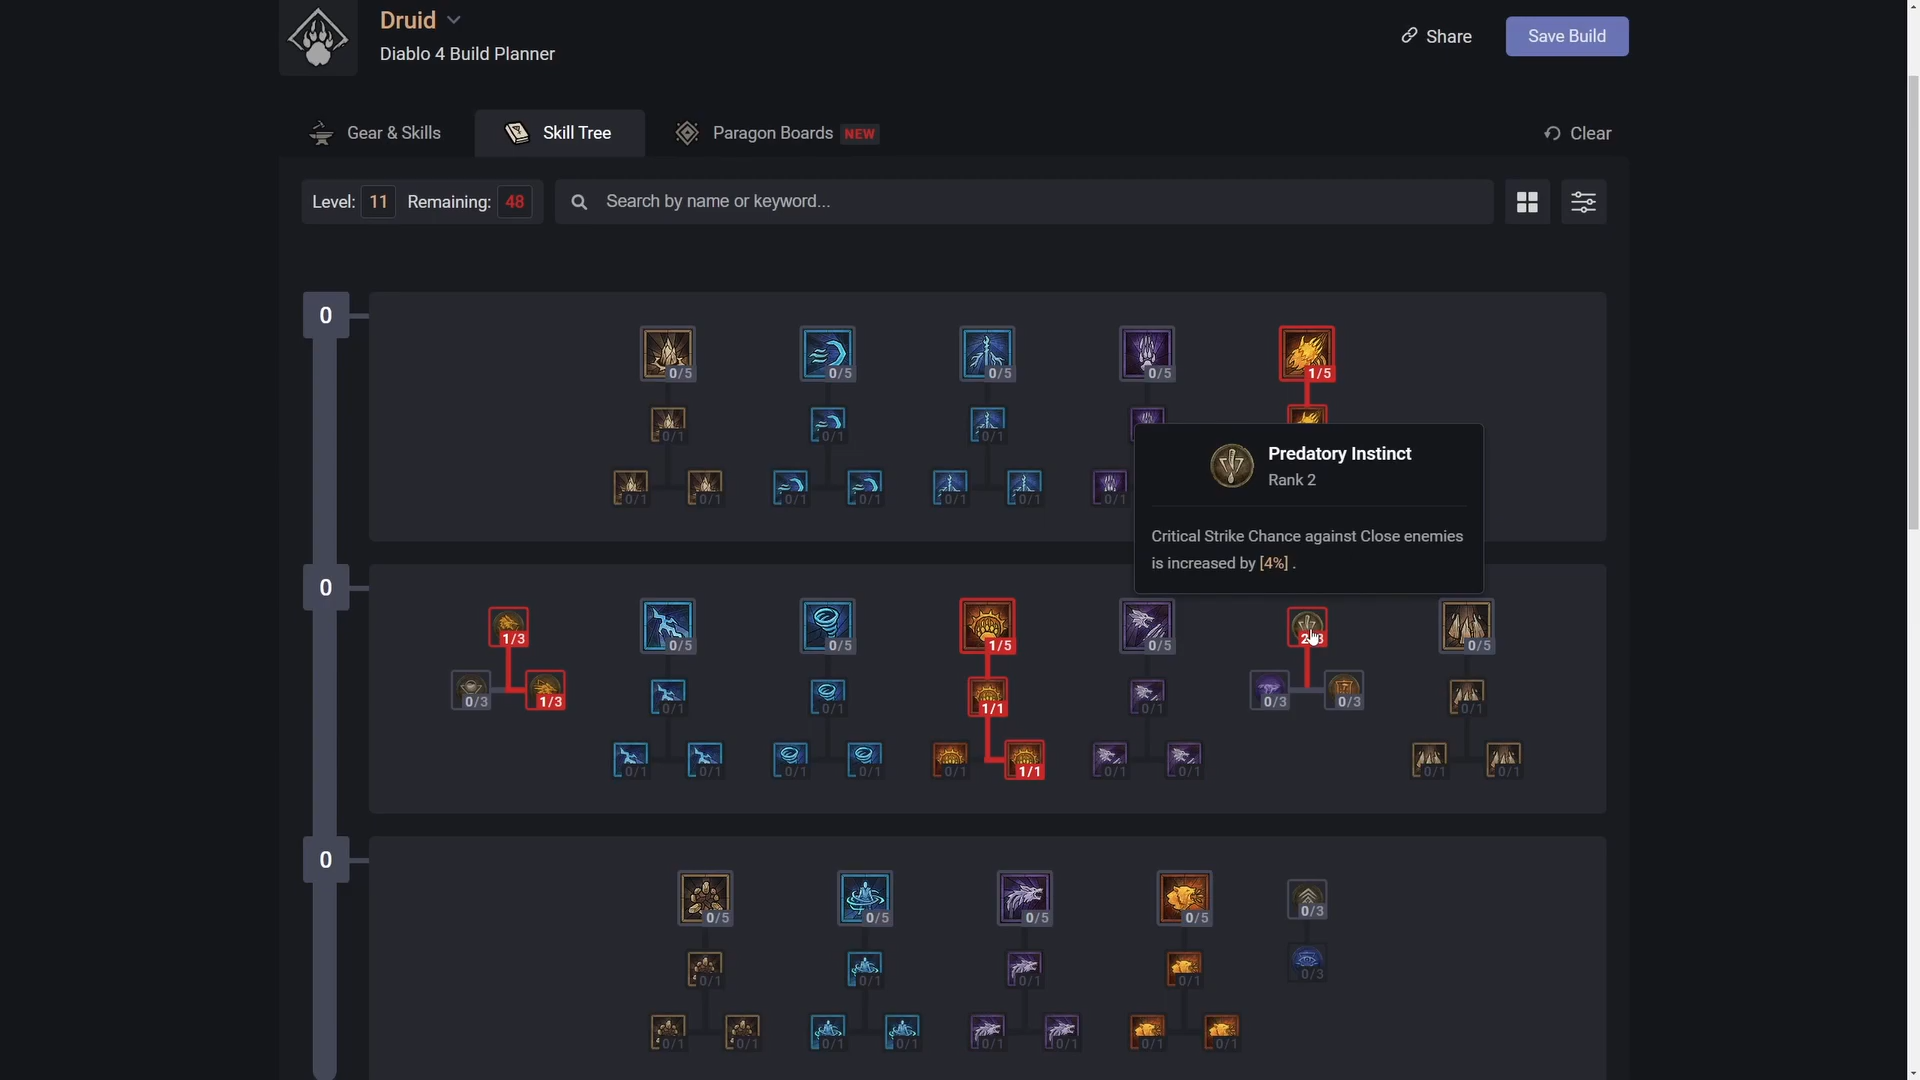 Druid
Diablo 4 Build Planner
Share
Save Build
Gear & Skills
Skill Tree
Paragon Boards NEW
Clear
Level: 11 Remaining: 48
Search by name or keyword...
0
0/5 0/5 0/5 0/5 1/5
0/1 0/1 0/1
0/1 0/1 0/1 0/1 0/1 0/1 0/1
Predatory Instinct
Rank 2
Critical Strike Chance against Close enemies
is increased by [4%] .
0
1/3 0/5 0/5 1/5 0/5 0/5
0/3 1/3 0/1 0/1 1/1 0/1 0/3 0/3 0/1
0/1 0/1 0/1 0/1 0/1 1/1 0/1 0/1 0/1 0/1
0
0/5 0/5 0/5 0/5 0/3
0/1 0/1 0/1 0/1 0/3
0/1 0/1 0/1 0/1 0/1 0/1 0/1 0/1